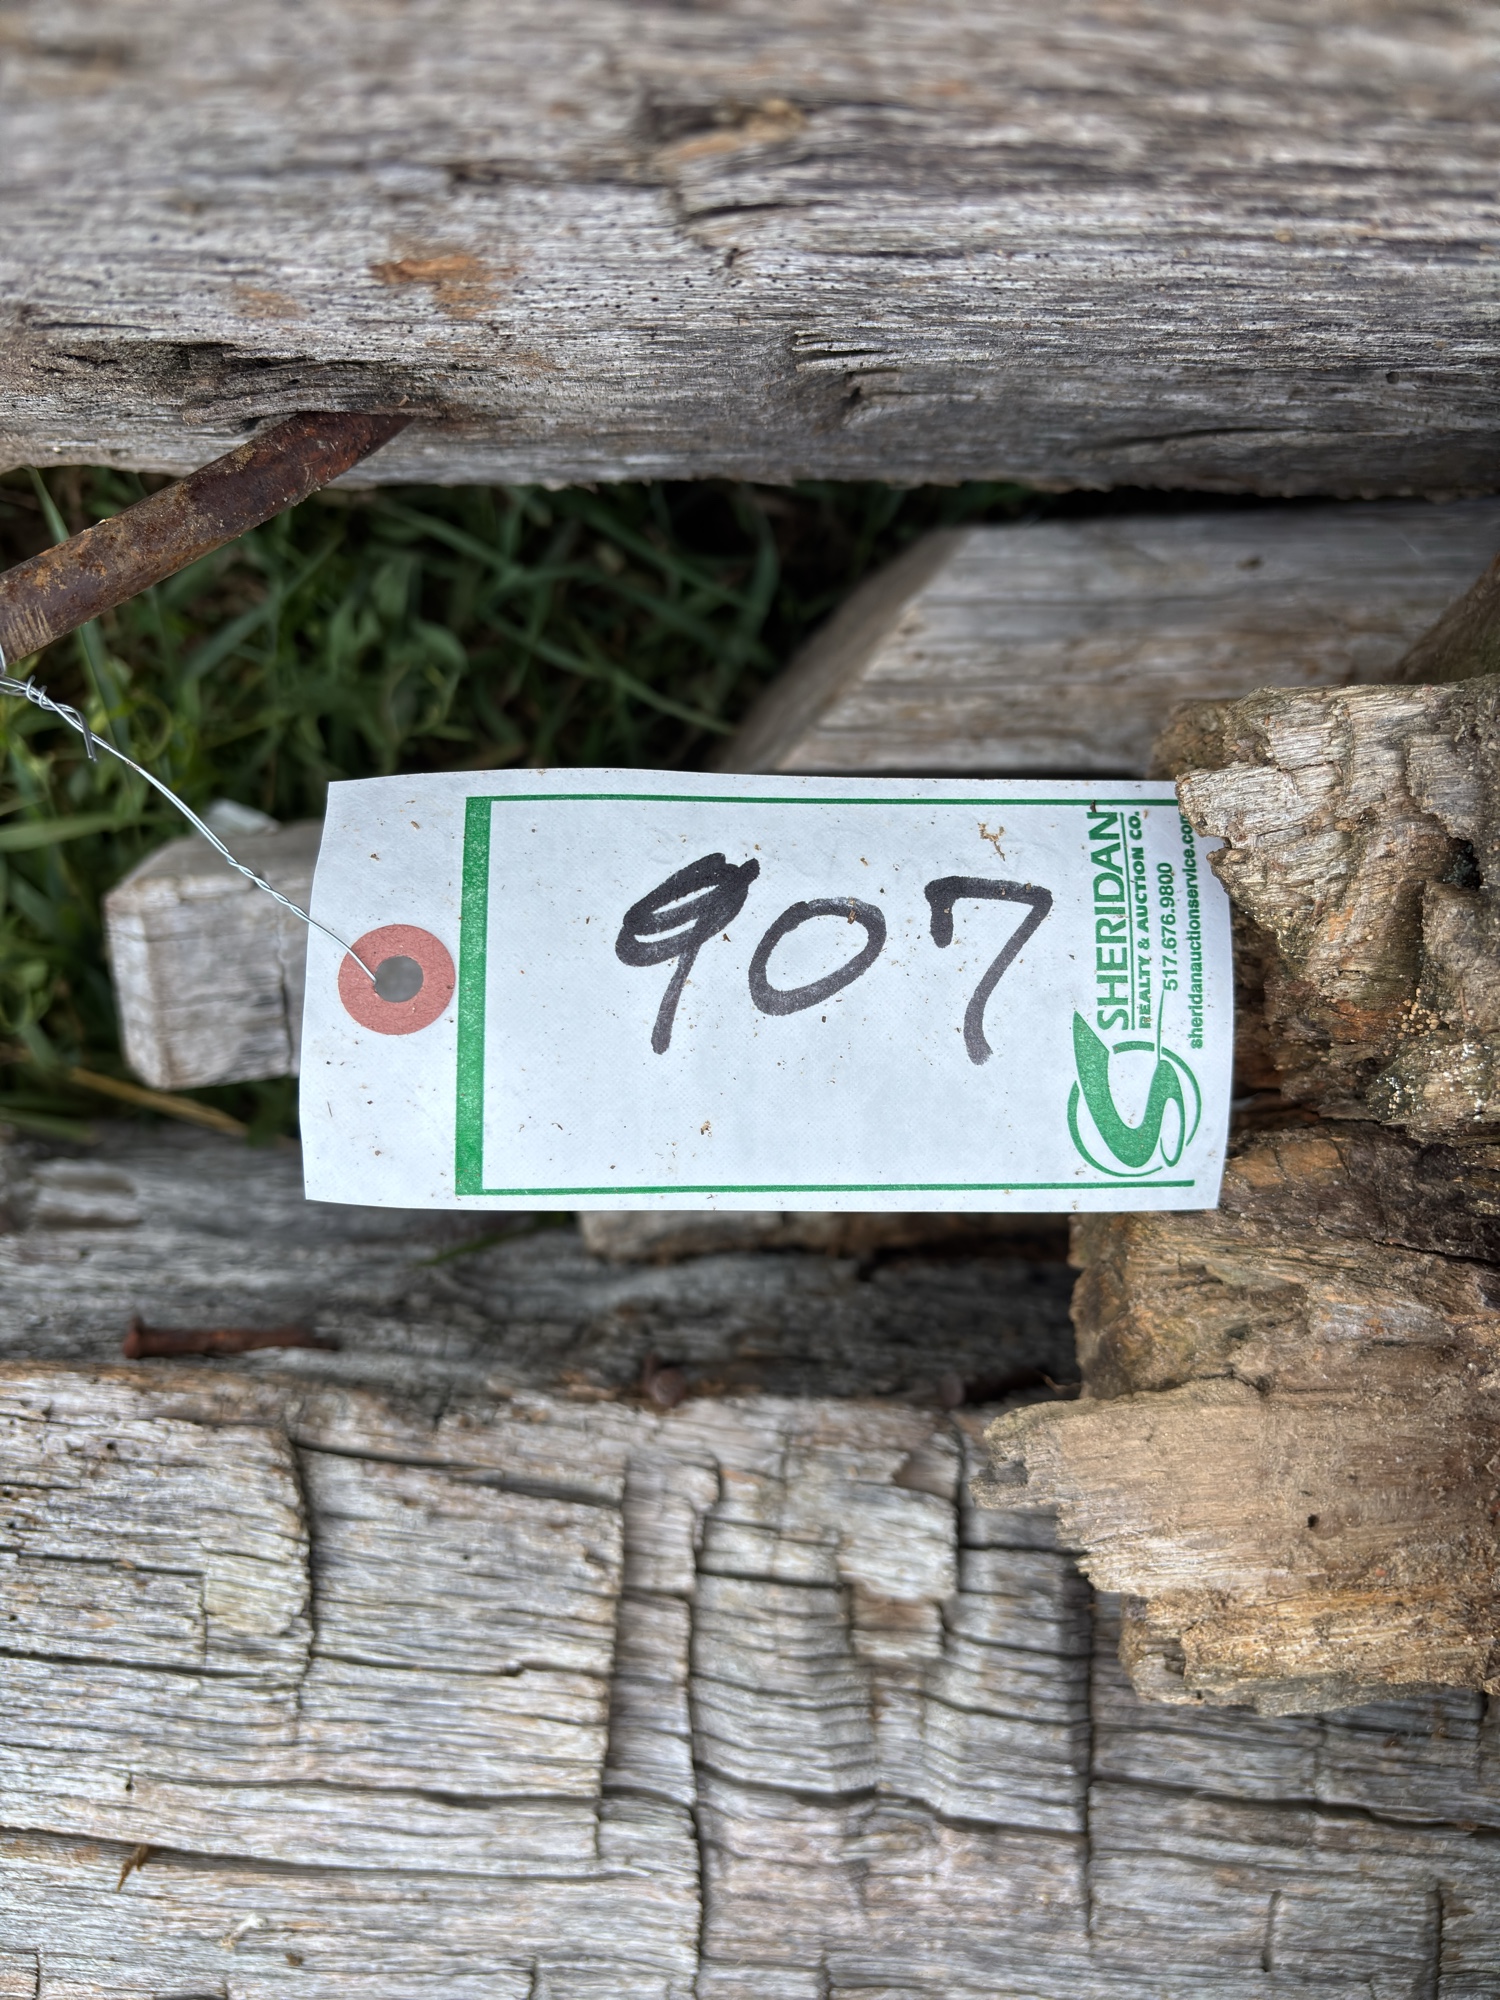 907
SHERIDAN
REALTY & AUCTION CO.
517.676.9800
sheridanauctionservice.com